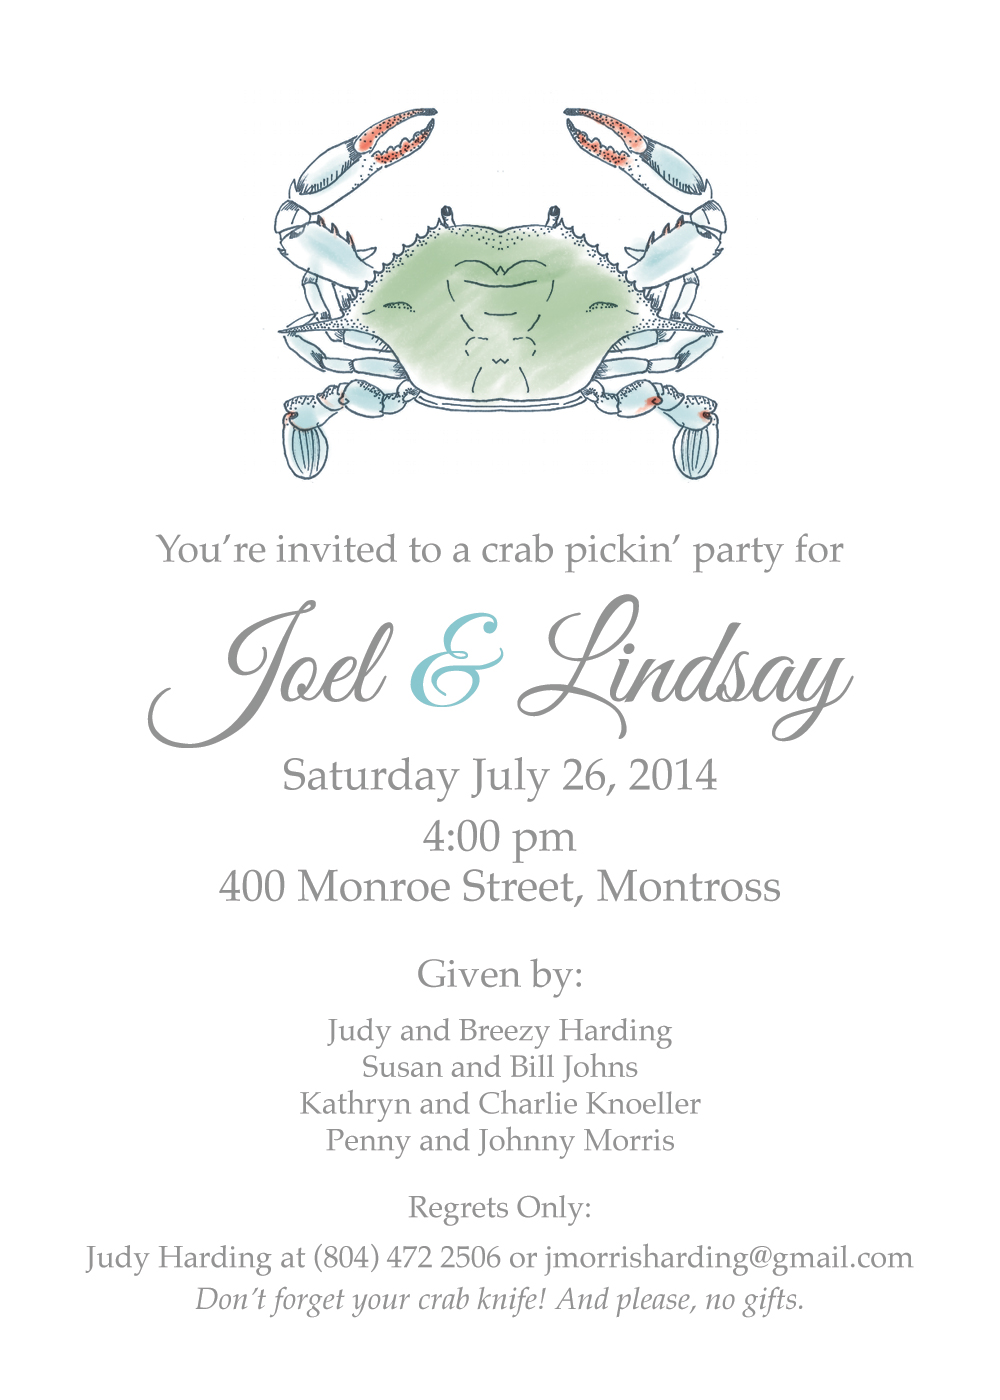 You’re invited to a crab pickin’ party for
Joel & Lindsay
Saturday July 26, 2014
4:00 pm
400 Monroe Street, Montross
Given by:
Judy and Breezy Harding
Susan and Bill Johns
Kathryn and Charlie Knoeller
Penny and Johnny Morris
Regrets Only:
Judy Harding at (804) 472 2506 or jmorrisharding@gmail.com
Don’t forget your crab knife! And please, no gifts.